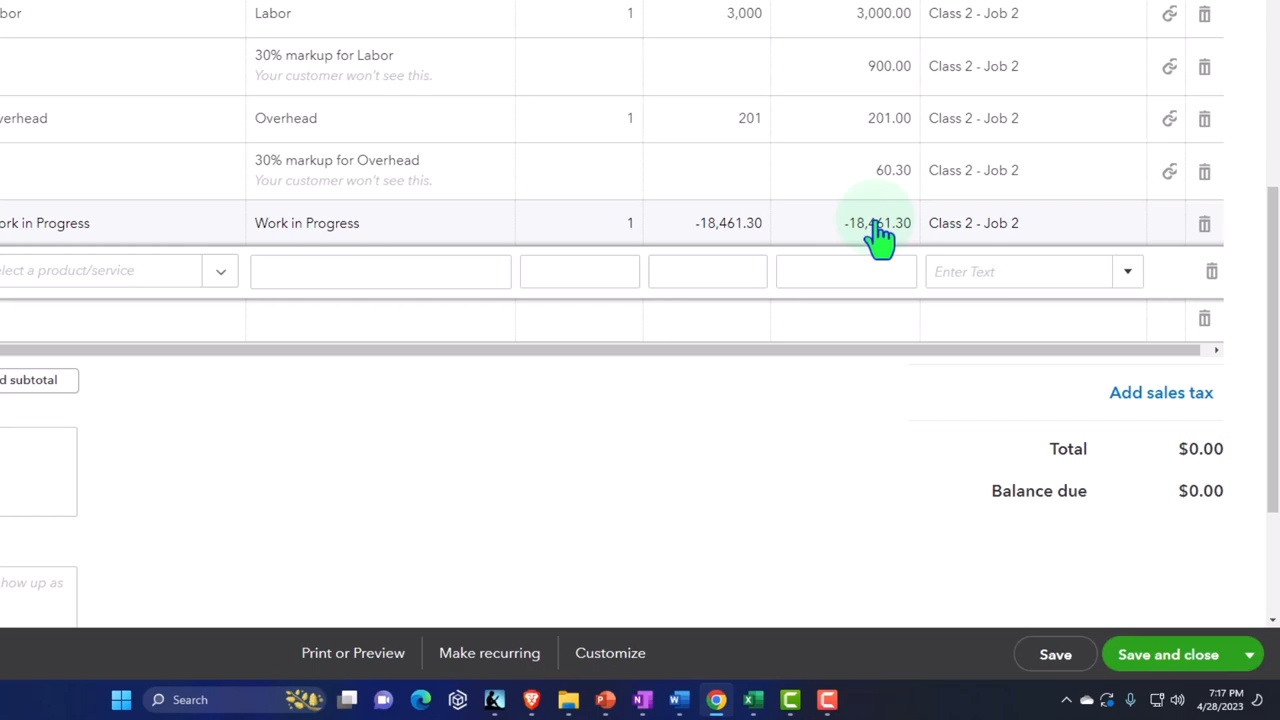 bor Labor 1 3,000 3,000.00 Class 2 - Job 2
30% markup for Labor 900.00 Class 2 - Job 2
Your customer won't see this.
verhead Overhead 1 201 201.00 Class 2 - Job 2
30% markup for Overhead 60.30 Class 2 - Job 2
Your customer won't see this.
ork in Progress Work in Progress 1 -18,461.30 -18,461.30 Class 2 - Job 2
elect a product/service Enter Text
d subtotal
Add sales tax
Total $0.00
Balance due $0.00
how up as
Print or Preview Make recurring Customize Save Save and close
Search 7:17 PM
4/28/2023